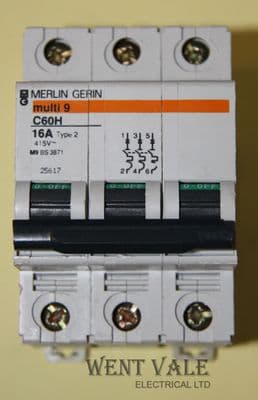 MERLIN GERIN
multi 9
C60H
16A Type 2
415V~
M9 BS 3871
1 3 5
2 4 6
25617
O-OFF O-OFF O-OFF
WENT VALE
ELECTRICAL LTD